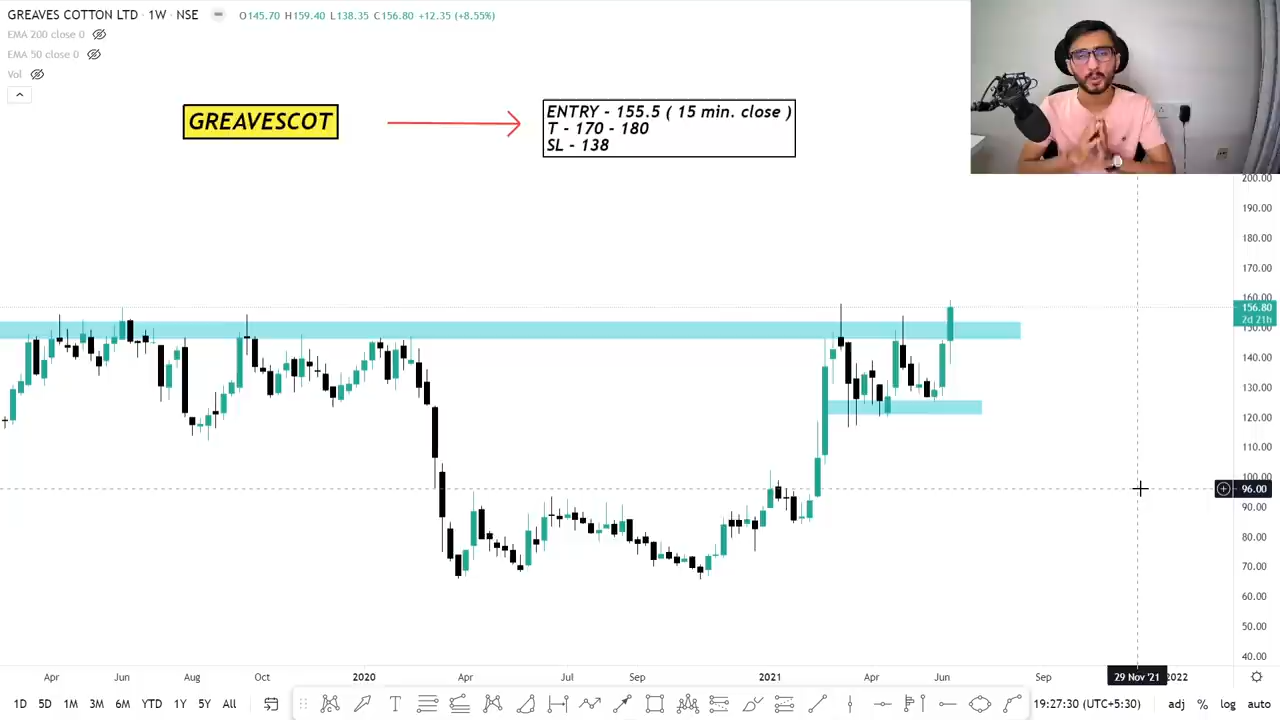 GREAVES COTTON LTD · 1W · NSE
O145.70 H159.40 L138.35 C156.80 +12.35 (+8.55%)
EMA 200 close 0
EMA 50 close 0
Vol
GREAVESCOT
ENTRY - 155.5 ( 15 min. close )
T - 170 - 180
SL - 138
200.00
190.00
180.00
170.00
160.00
156.80
2d 21h
150.00
140.00
130.00
120.00
110.00
100.00
96.00
90.00
80.00
70.00
60.00
50.00
40.00
Apr Jun Aug Oct 2020 Apr Jul Sep 2021 Apr Jun Sep 29 Nov '21 2022
1D 5D 1M 3M 6M YTD 1Y 5Y All
19:27:30 (UTC+5:30) adj % log auto